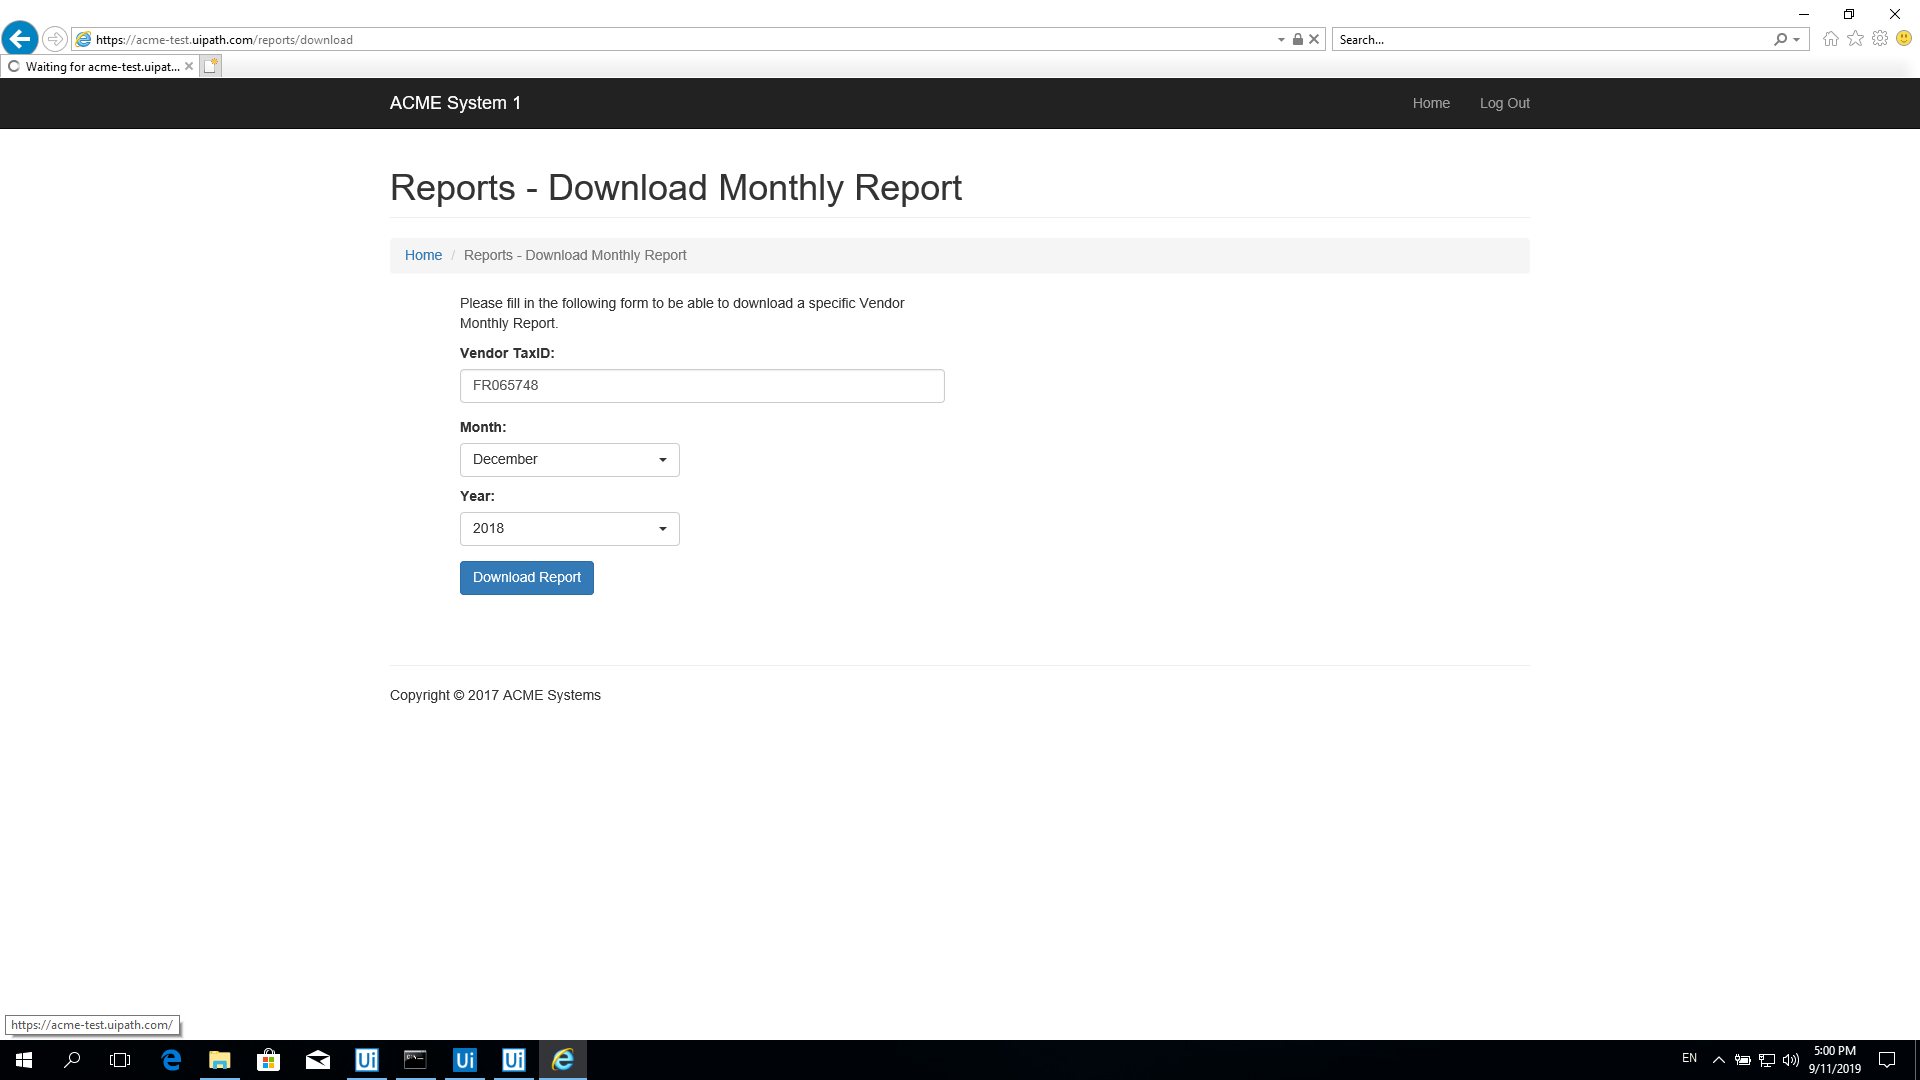 https://acme-test.uipath.com/reports/download
Search...
Waiting for acme-test.uipat...
ACME System 1
Home
Log Out
Reports - Download Monthly Report
Home / Reports - Download Monthly Report
Please fill in the following form to be able to download a specific Vendor
Monthly Report.
Vendor TaxID:
FR065748
Month:
December
Year:
2018
Download Report
Copyright © 2017 ACME Systems
https://acme-test.uipath.com/
Ui
Ui
Ui
EN
5:00 PM
9/11/2019